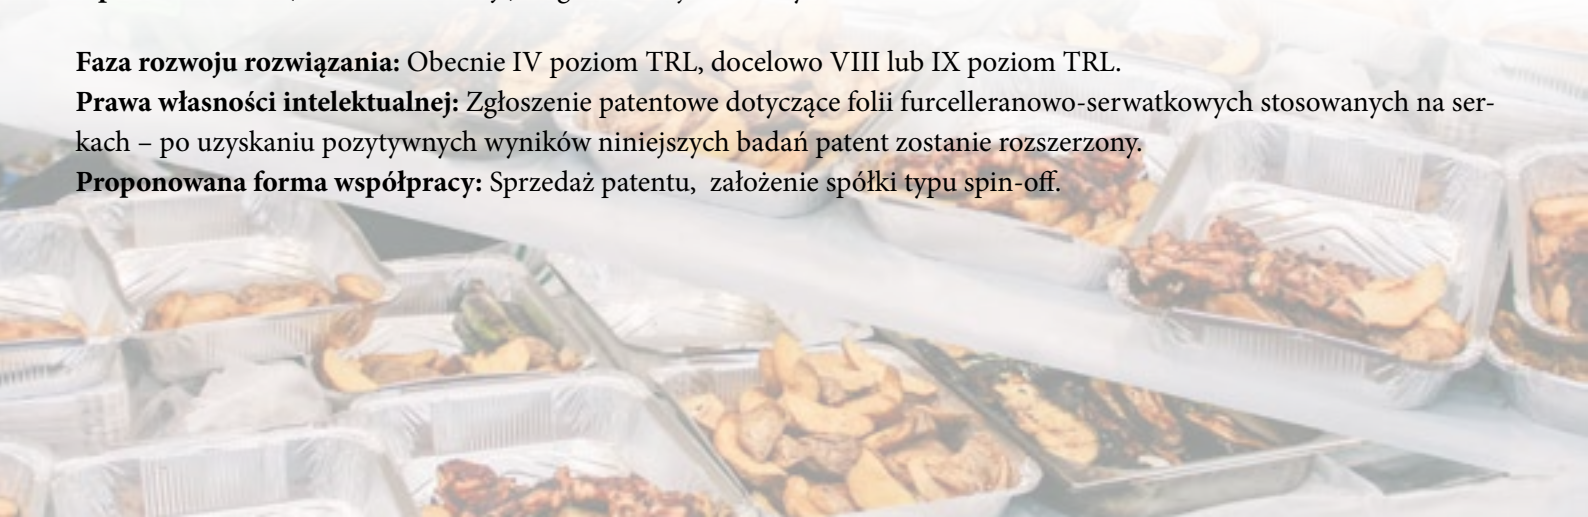 Faza rozwoju rozwiązania: Obecnie IV poziom TRL, docelowo VIII lub IX poziom TRL.
Prawa własności intelektualnej: Zgłoszenie patentowe dotyczące folii furcelleranowo-serwatkowych stosowanych na ser-
kach – po uzyskaniu pozytywnych wyników niniejszych badań patent zostanie rozszerzony.
Proponowana forma współpracy: Sprzedaż patentu, założenie spółki typu spin-off.